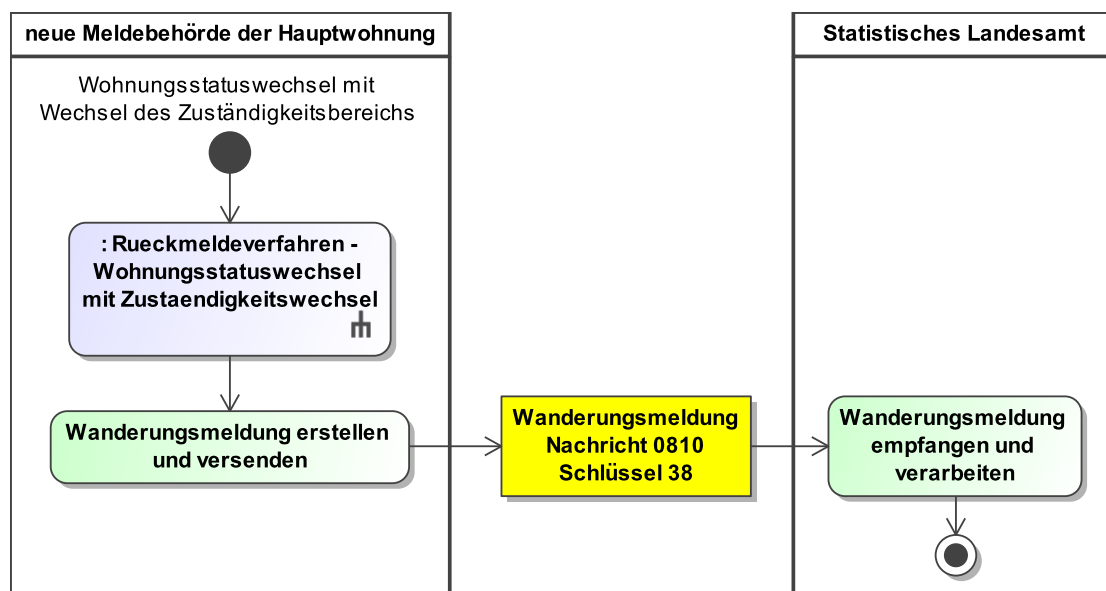 neue Meldebehörde der Hauptwohnung
Statistisches Landesamt
Wohnungsstatuswechsel mit
Wechsel des Zuständigkeitsbereichs
: Rueckmeldeverfahren -
Wohnungsstatuswechsel
mit Zustaendigkeitswechsel
Wanderungsmeldung erstellen
und versenden
Wanderungsmeldung
Nachricht 0810
Schlüssel 38
Wanderungsmeldung
empfangen und
verarbeiten